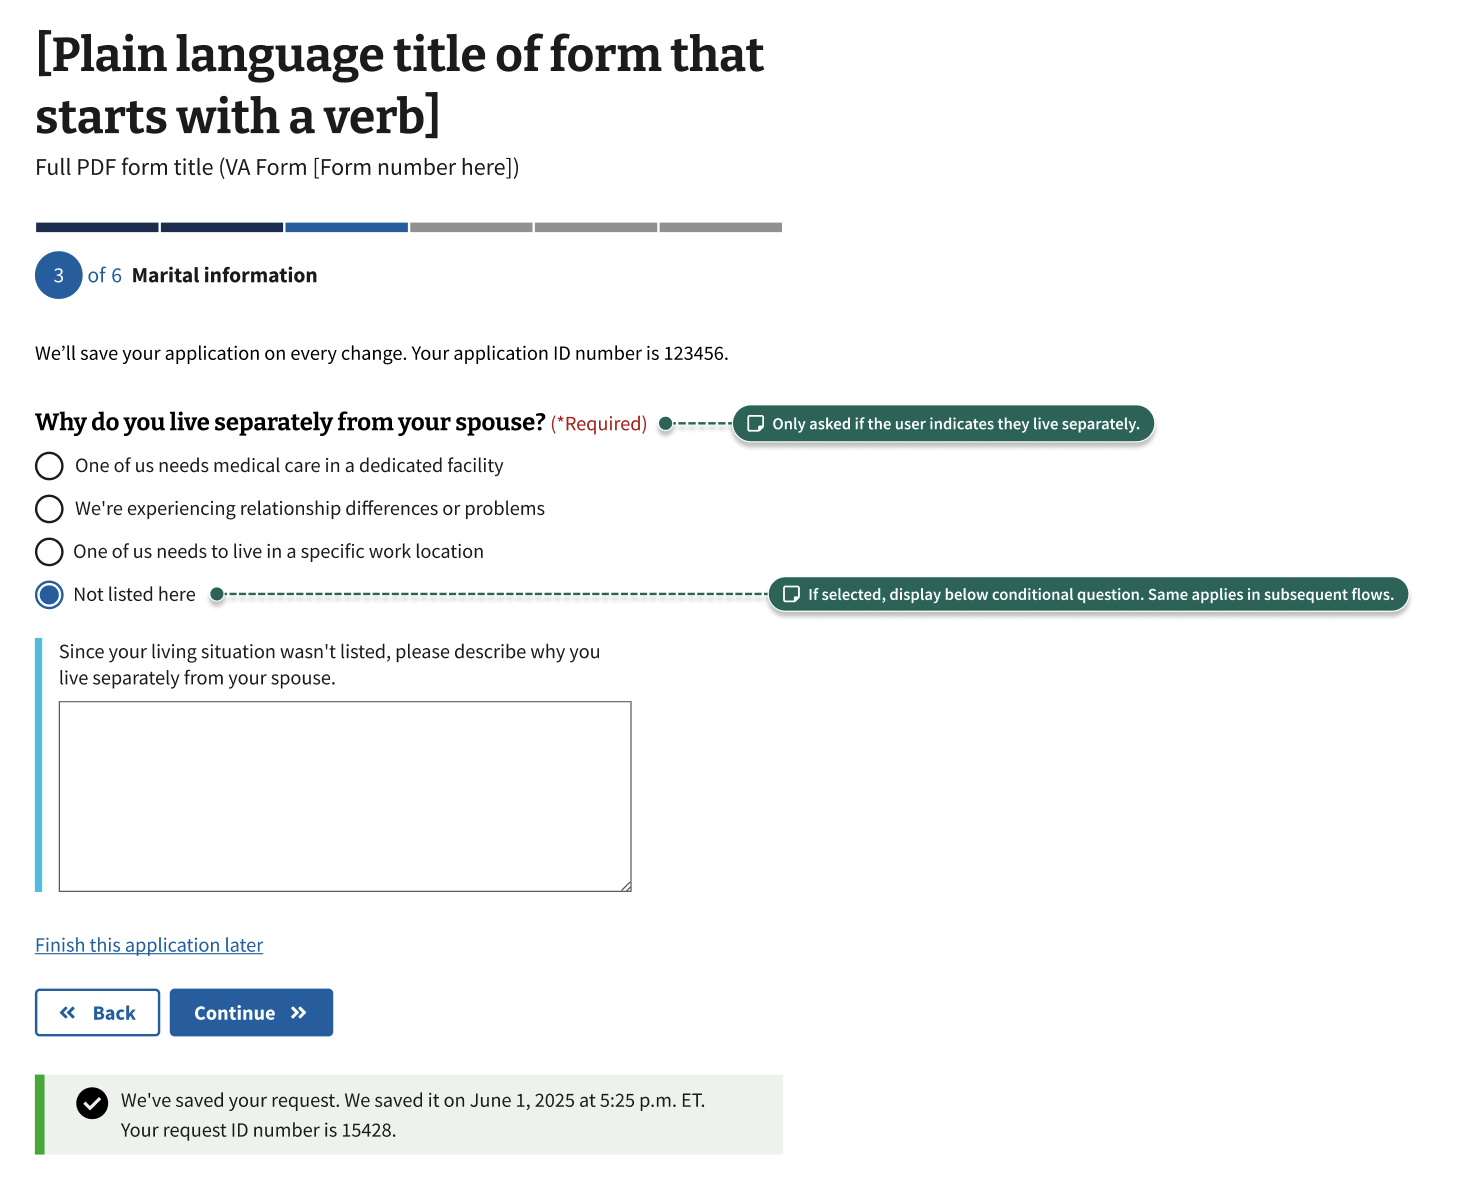 [Plain language title of form that
starts with a verb]
Full PDF form title (VA Form [Form number here])
3 of 6 Marital information
We’ll save your application on every change. Your application ID number is 123456.
Why do you live separately from your spouse? (*Required)
Only asked if the user indicates they live separately.
One of us needs medical care in a dedicated facility
We're experiencing relationship differences or problems
One of us needs to live in a specific work location
Not listed here
If selected, display below conditional question. Same applies in subsequent flows.
Since your living situation wasn't listed, please describe why you
live separately from your spouse.
Finish this application later
Back
Continue
We've saved your request. We saved it on June 1, 2025 at 5:25 p.m. ET.
Your request ID number is 15428.